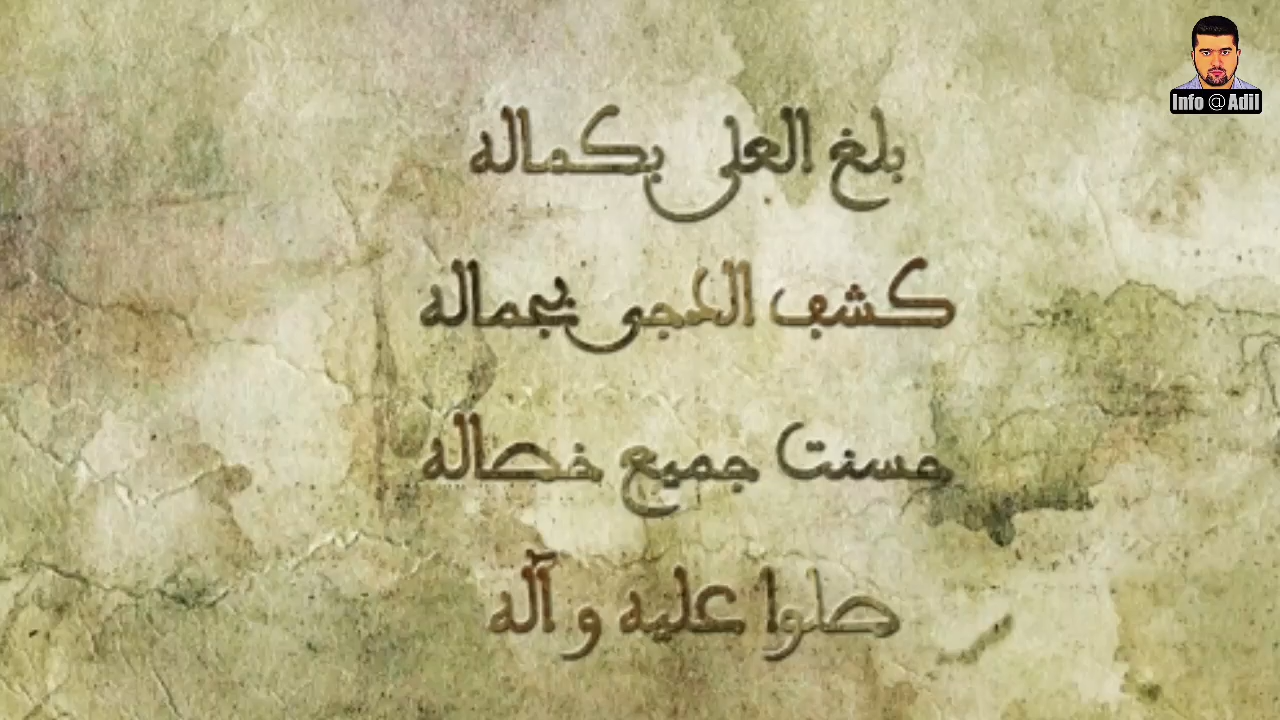 Info @ Adil
بلغ العلى بكماله
كشف الدجى بجماله
حسنت جميع خصاله
صلوا عليه و آله